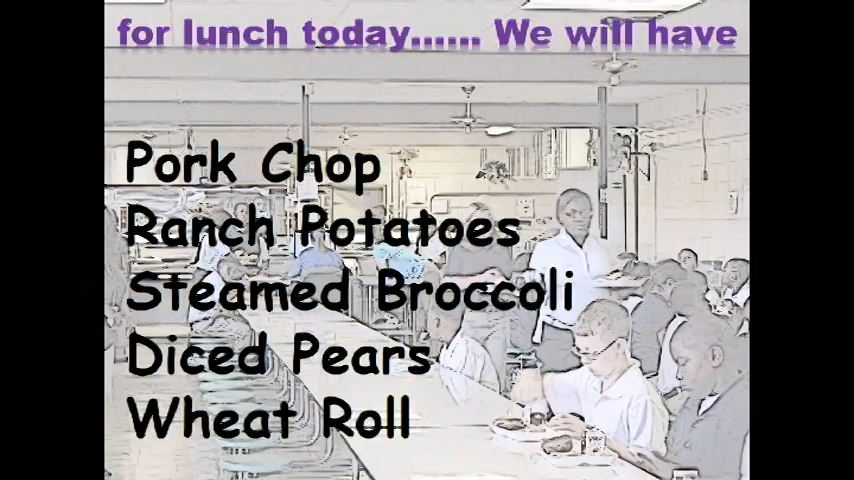 for lunch today...... We will have
Pork Chop
Ranch Potatoes
Steamed Broccoli
Diced Pears
Wheat Roll